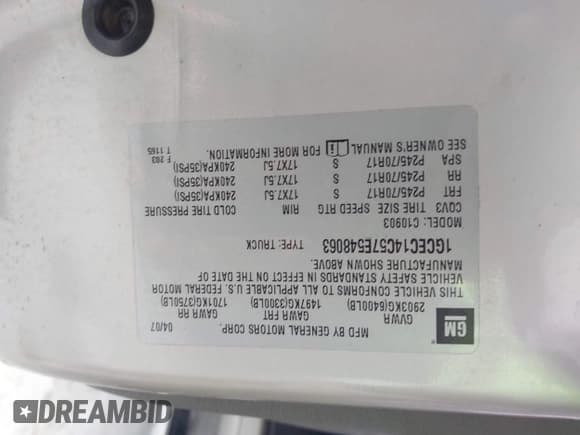 GM
MFD BY GENERAL MOTORS CORP. 04/07
GVWR GAWR FRT GAWR RR
2903KG(6400LB) 1497KG(3300LB) 1701KG(3750LB)
THIS VEHICLE CONFORMS TO ALL APPLICABLE U.S. FEDERAL MOTOR
VEHICLE SAFETY STANDARDS IN EFFECT ON THE DATE OF
MANUFACTURE SHOWN ABOVE.
1GCEC14C57E548063 TYPE: TRUCK
MODEL: C10903
CQV3 TIRE SIZE SPEED RTG RIM COLD TIRE PRESSURE
FRT P245/70R17 S 17X7.5J 240KPA(35PSI)
RR P245/70R17 S 17X7.5J 240KPA(35PSI)
SPA P245/70R17 S 17X7.5J 240KPA(35PSI)
SEE OWNER'S MANUAL FOR MORE INFORMATION.
F 203
T 1165
DREAMBID